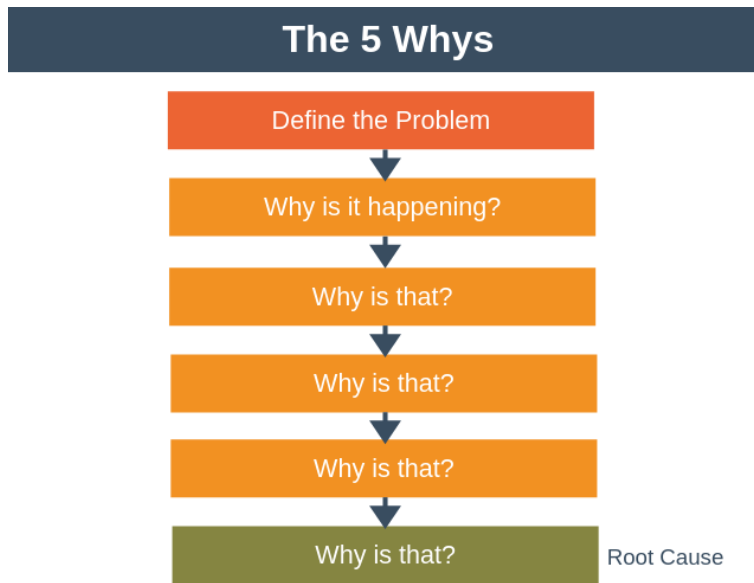 The 5 Whys
Define the Problem
Why is it happening?
Why is that?
Why is that?
Why is that?
Why is that?
Root Cause